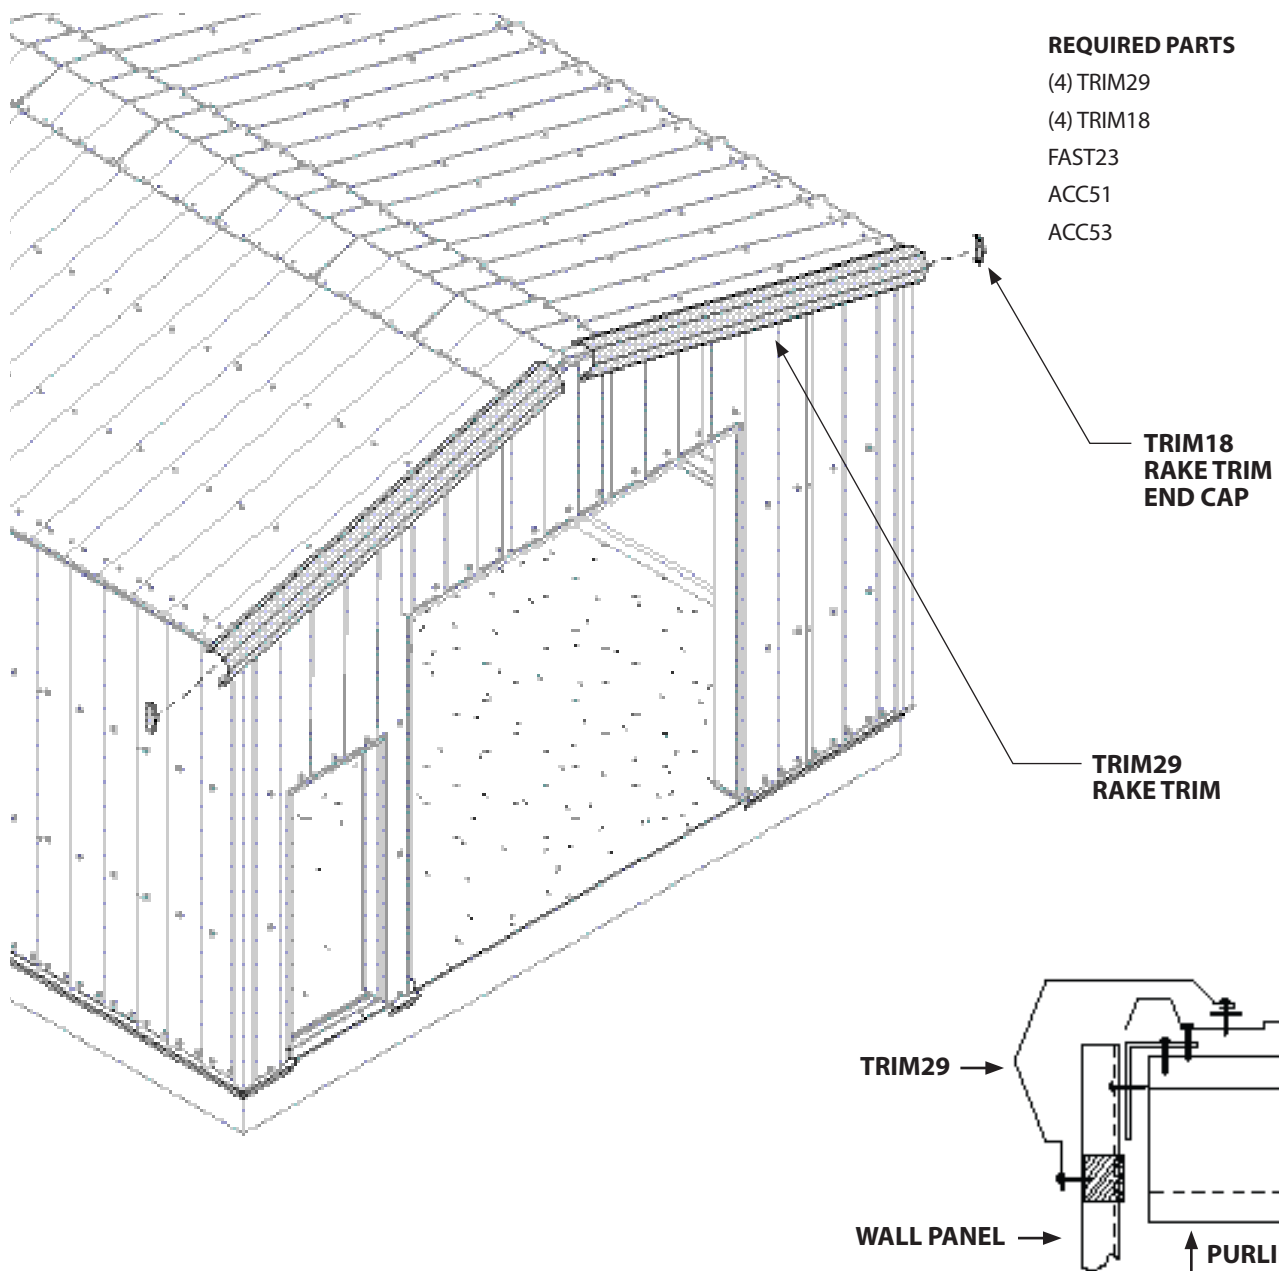 REQUIRED PARTS
(4) TRIM29
(4) TRIM18
FAST23
ACC51
ACC53
TRIM18
RAKE TRIM
END CAP
TRIM29
RAKE TRIM
TRIM29
WALL PANEL
PURLI